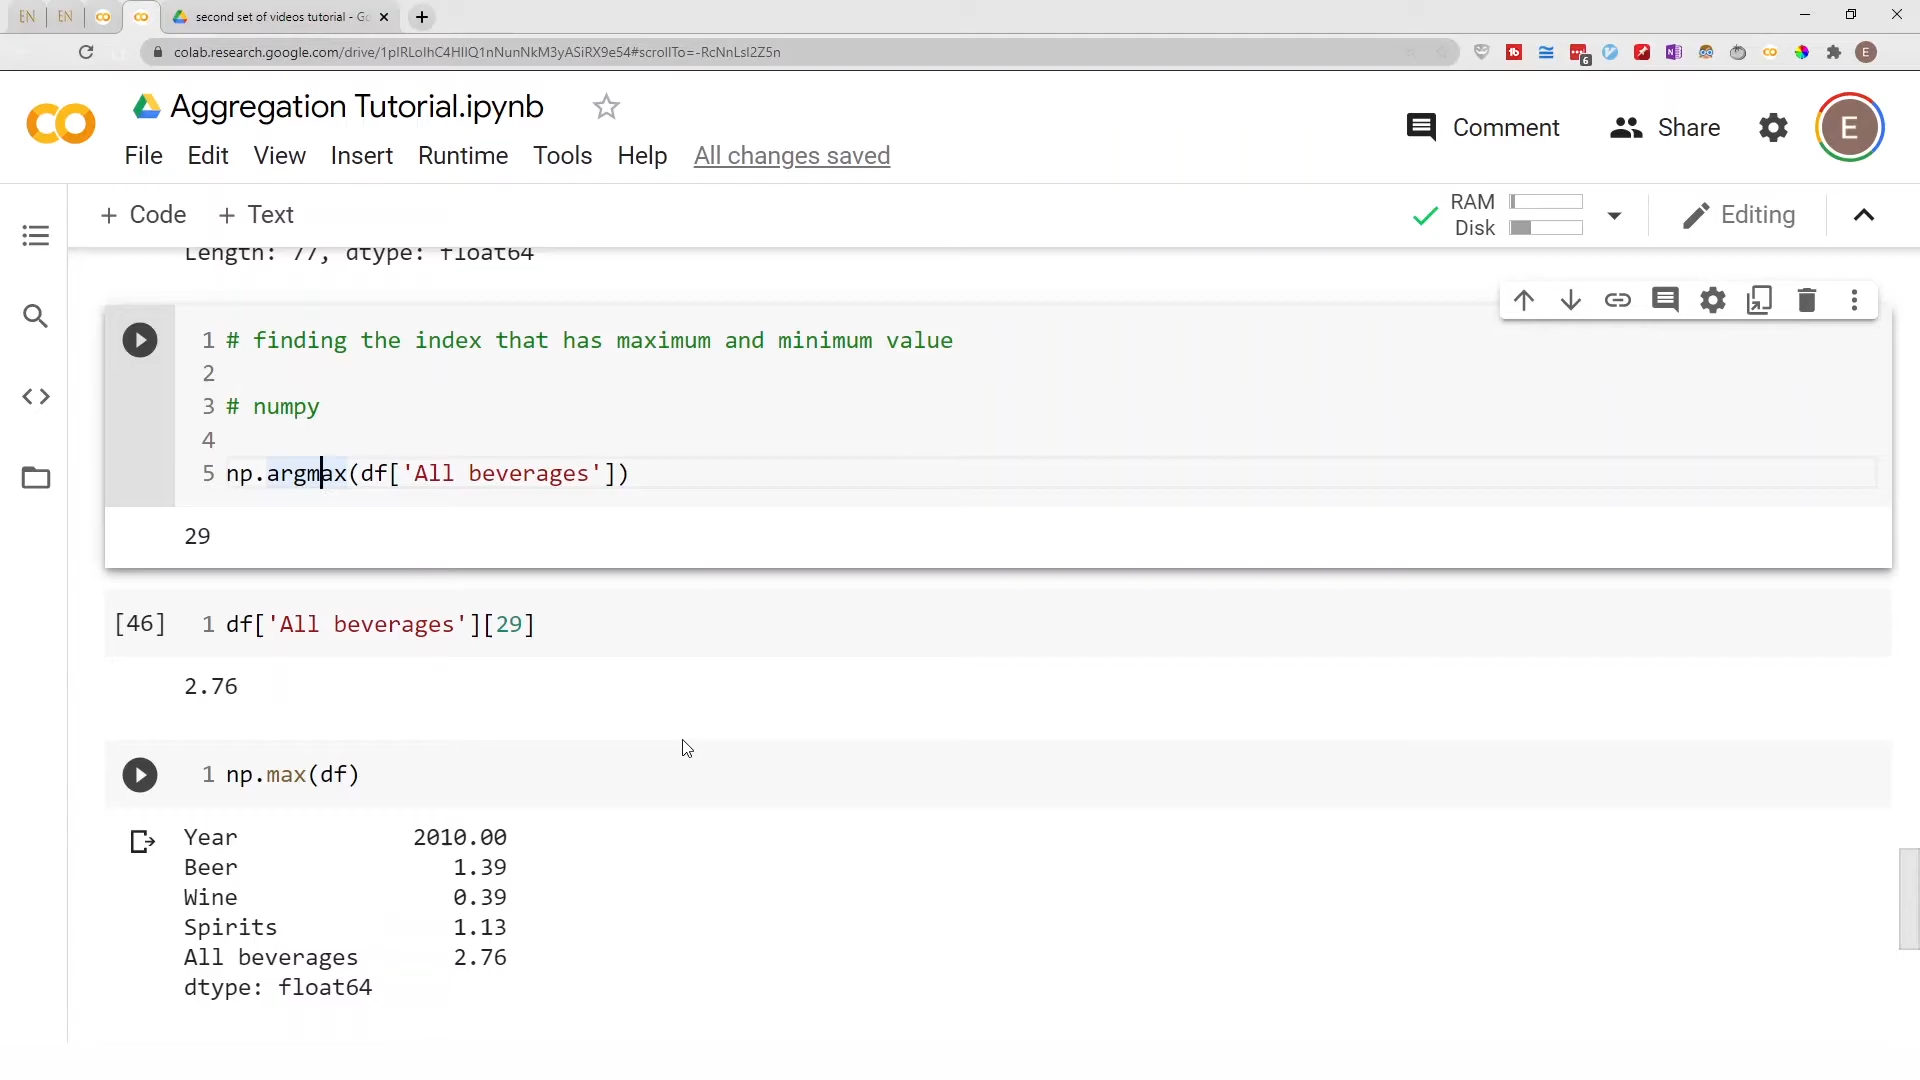 EN EN second set of videos tutorial - Go
colab.research.google.com/drive/1pIRLoIhC4HIIQ1nNunNkM3yASiRX9e54#scrollTo=-RcNnLsI2Z5n
6 E
Aggregation Tutorial.ipynb
Comment Share E
File Edit View Insert Runtime Tools Help All changes saved
+ Code + Text
RAM
Disk
Editing
Length: 77, dtype: float64
1 # finding the index that has maximum and minimum value
2
3 # numpy
4
5 np.argmax(df['All beverages'])
29
[46] 1 df['All beverages'][29]
2.76
1 np.max(df)
Year 2010.00
Beer 1.39
Wine 0.39
Spirits 1.13
All beverages 2.76
dtype: float64